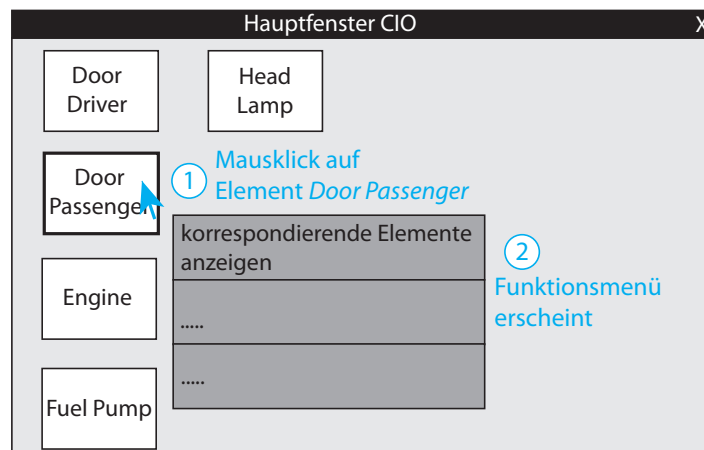 Hauptfenster CIO
X
Door
Driver
Head
Lamp
Door
Passenger
1
Mausklick auf
Element Door Passenger
korrespondierende Elemente
anzeigen
.....
.....
2
Funktionsmenü
erscheint
Engine
Fuel Pump